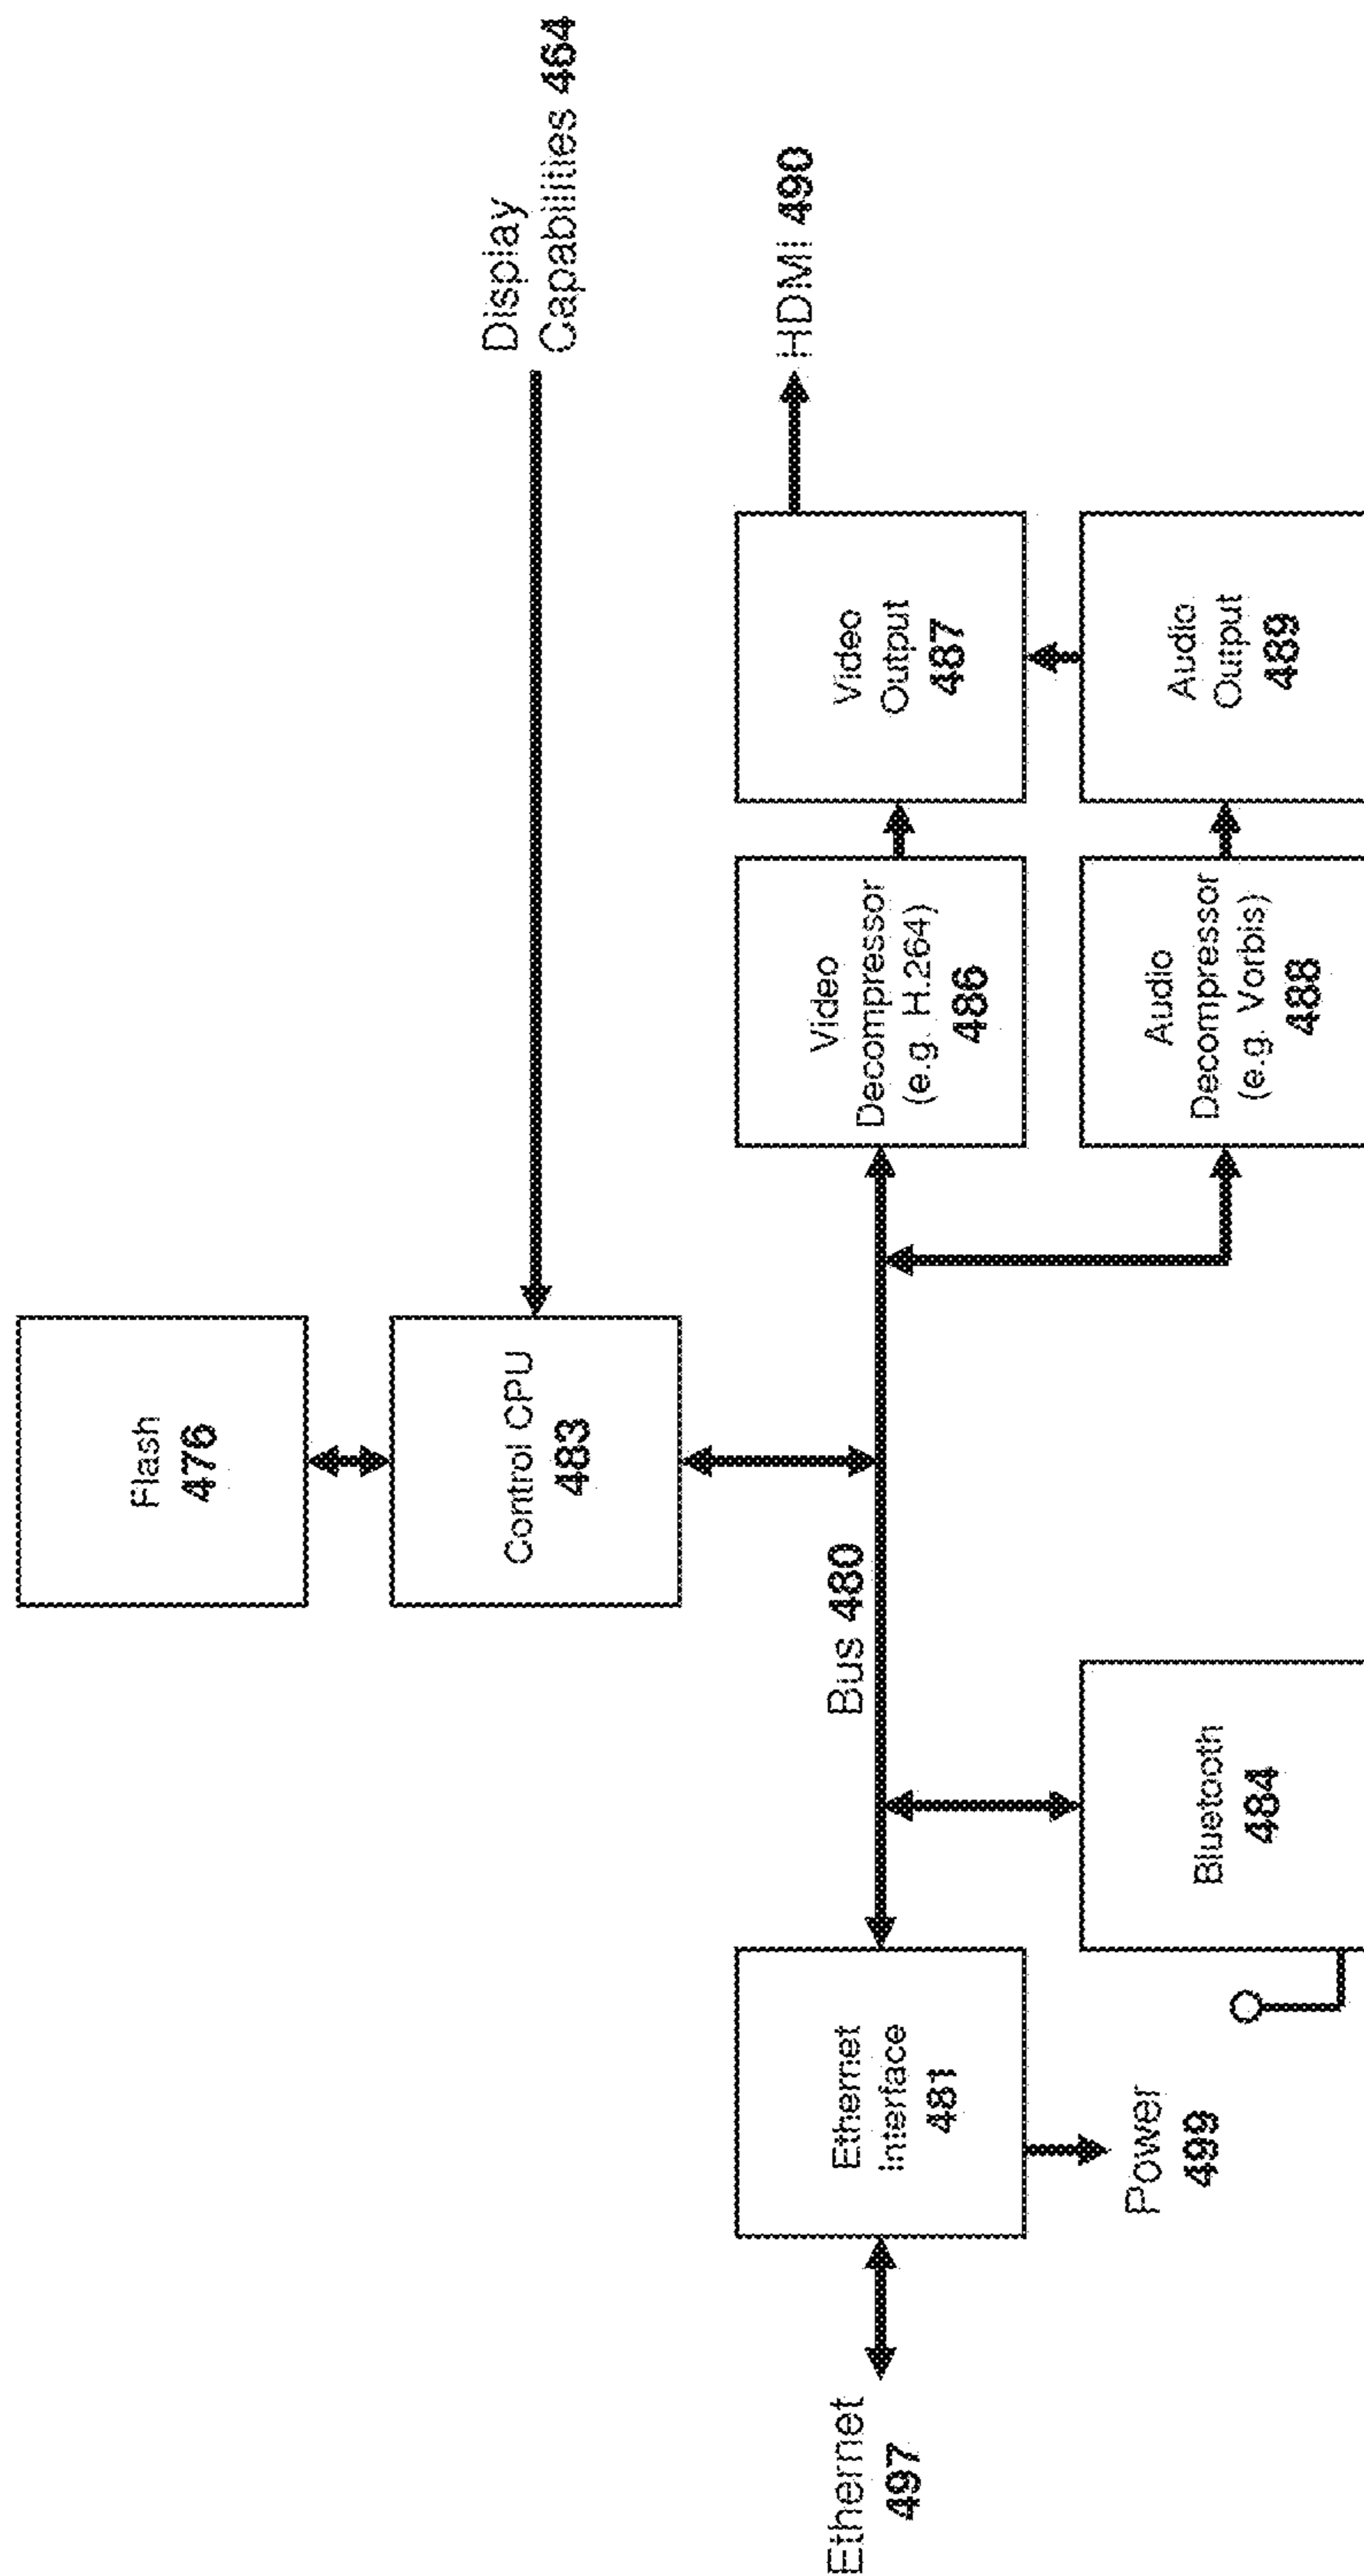 Flash
476
Control CPU
483
Display
Capabilities 464
Bus 480
Ethernet
497
Ethernet
Interface
481
Power
499
Bluetooth
484
Video
Decompressor
(e.g. H.264)
486
Video
Output
487
HDMI 490
Audio
Decompressor
(e.g. Vorbis)
488
Audio
Output
489